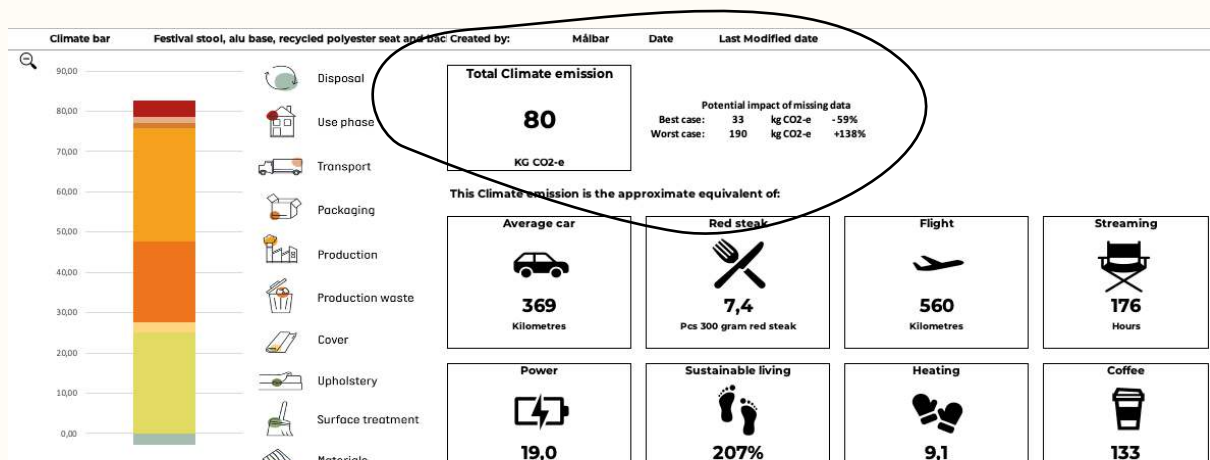 Climate bar Festival stool, alu base, recycled polyester seat and bac Created by: Målbar Date Last Modified date
90,00
80,00
70,00
60,00
50,00
40,00
30,00
20,00
10,00
0,00
Disposal
Use phase
Transport
Packaging
Production
Production waste
Cover
Upholstery
Surface treatment
Materials
Total Climate emission
80
KG CO2-e
Potential impact of missing data
Best case: 33 kg CO2-e -59%
Worst case: 190 kg CO2-e +138%
This Climate emission is the approximate equivalent of:
Average car
369
Kilometres
Red steak
7,4
Pcs 300 gram red steak
Flight
560
Kilometres
Streaming
176
Hours
Power
19,0
Sustainable living
207%
Heating
9,1
Coffee
133